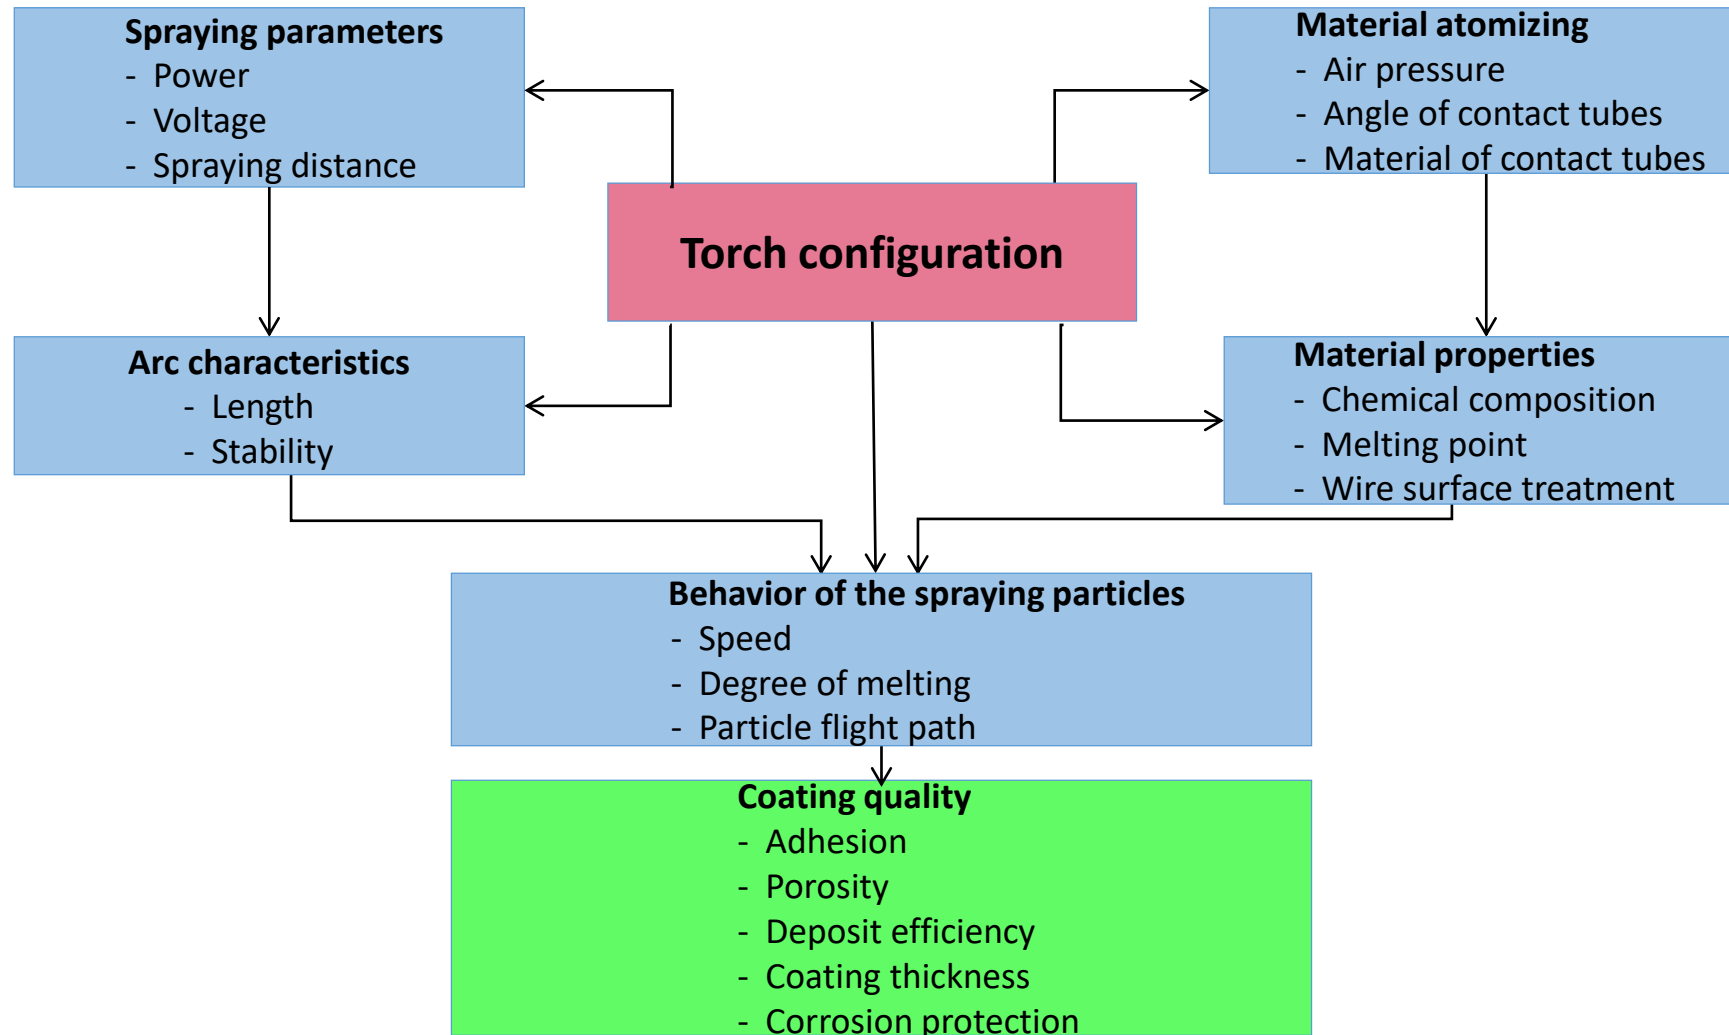 Spraying parameters
- Power
- Voltage
- Spraying distance
Material atomizing
- Air pressure
- Angle of contact tubes
- Material of contact tubes
Torch configuration
Arc characteristics
- Length
- Stability
Material properties
- Chemical composition
- Melting point
- Wire surface treatment
Behavior of the spraying particles
- Speed
- Degree of melting
- Particle flight path
Coating quality
- Adhesion
- Porosity
- Deposit efficiency
- Coating thickness
- Corrosion protection